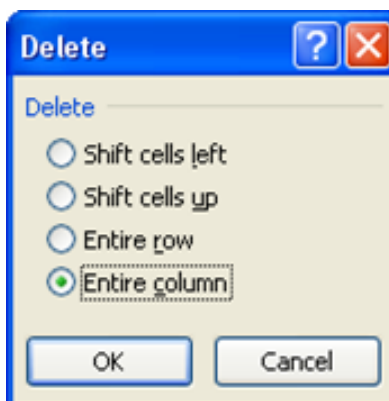 Delete
Delete
Shift cells left
Shift cells up
Entire row
Entire column
OK Cancel